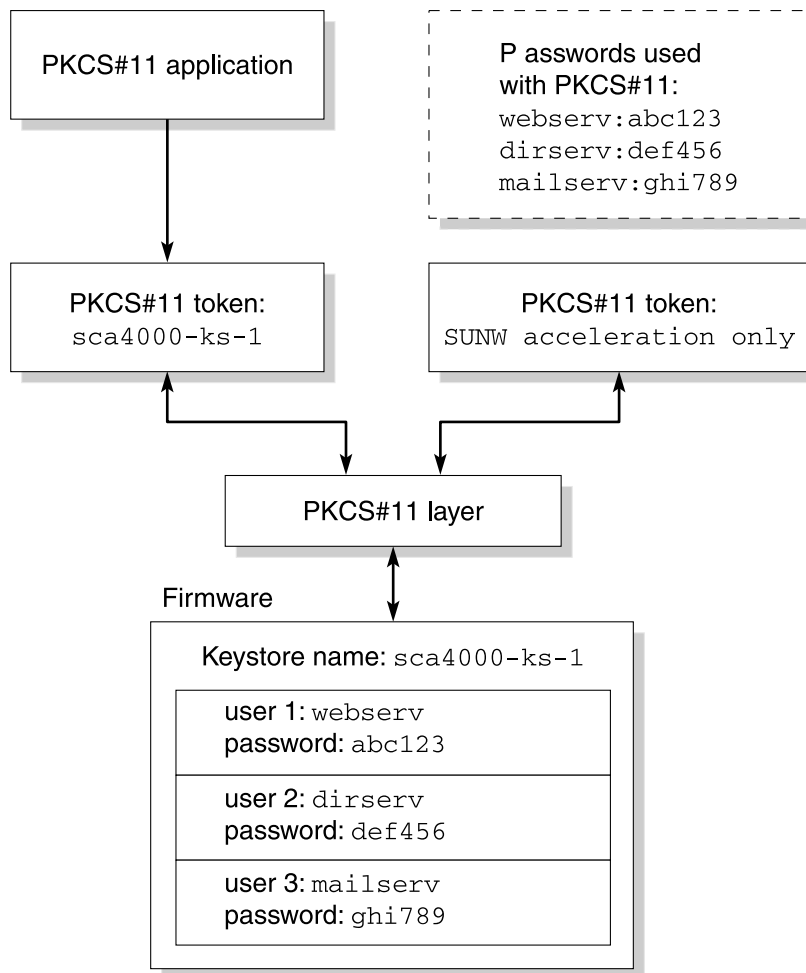 PKCS#11 application
P asswords used
with PKCS#11:
webserv:abc123
dirserv:def456
mailserv:ghi789
PKCS#11 token:
sca4000-ks-1
PKCS#11 token:
SUNW acceleration only
PKCS#11 layer
Firmware
Keystore name: sca4000-ks-1
user 1: webserv
password: abc123
user 2: dirserv
password: def456
user 3: mailserv
password: ghi789